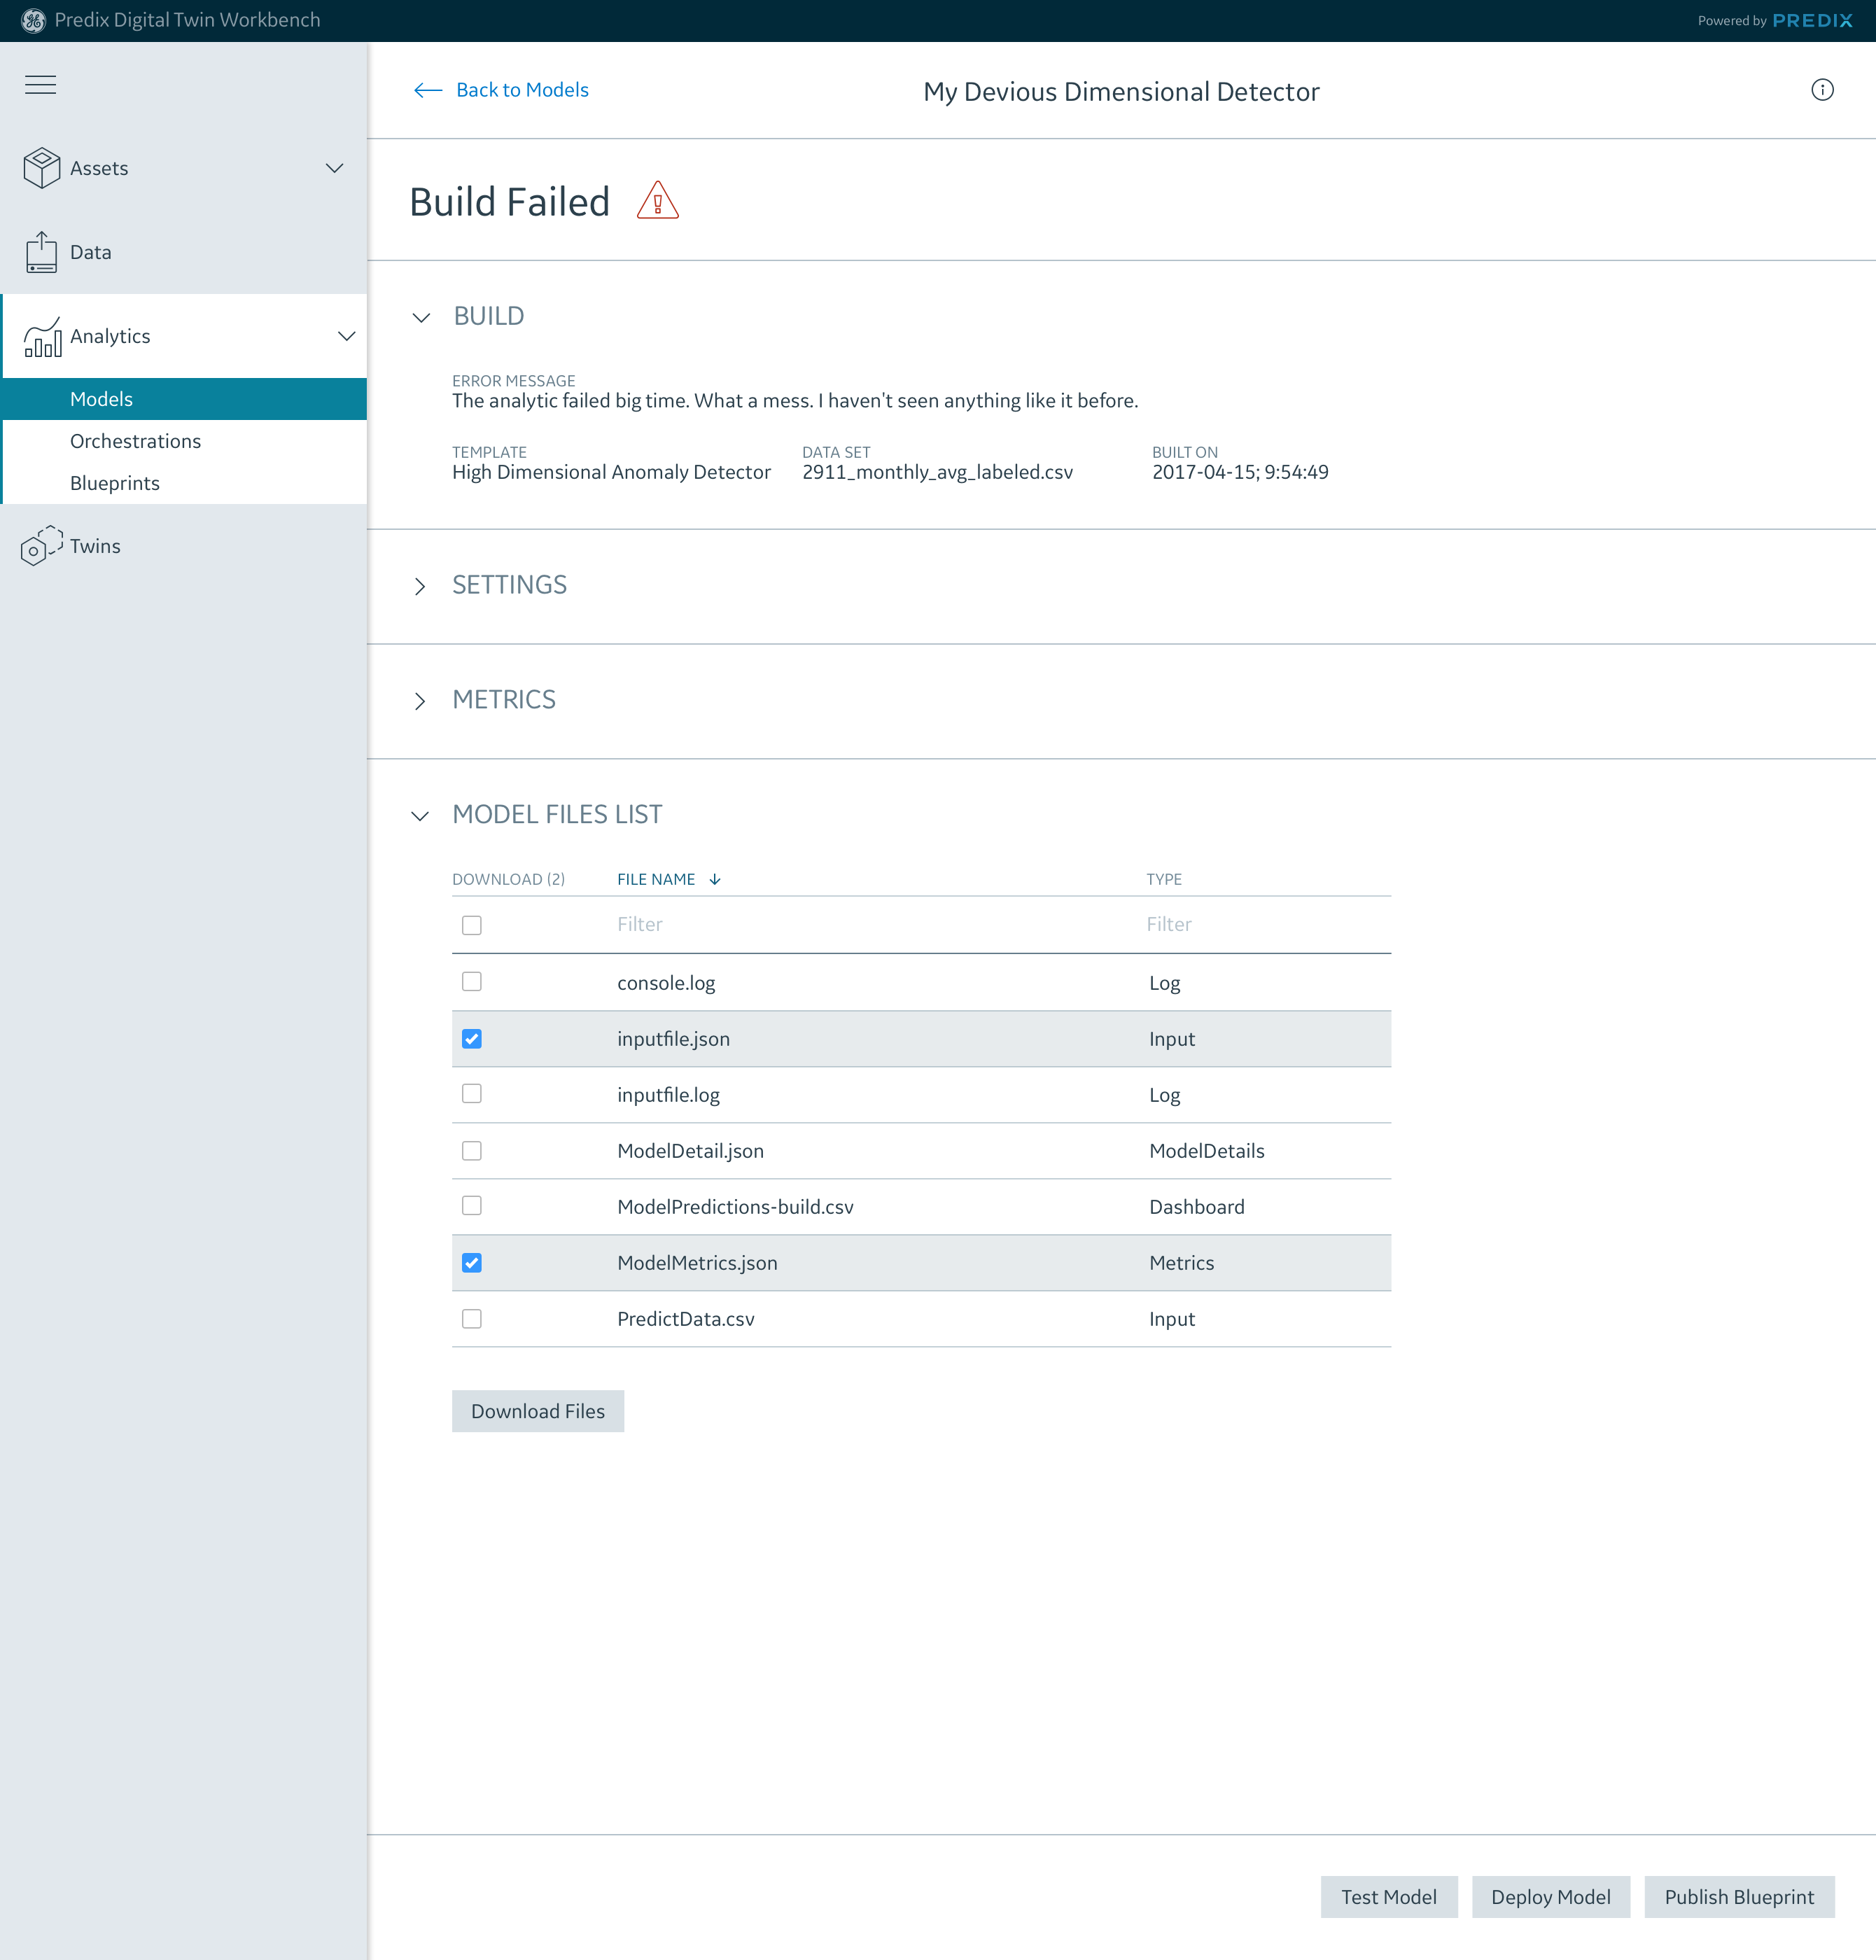 Predix Digital Twin Workbench
Powered by PREDIX
Back to Models
My Devious Dimensional Detector
Assets
Data
Analytics
Models
Orchestrations
Blueprints
Twins
Build Failed
BUILD
ERROR MESSAGE
The analytic failed big time. What a mess. I haven't seen anything like it before.
TEMPLATE DATA SET BUILT ON
High Dimensional Anomaly Detector 2911_monthly_avg_labeled.csv 2017-04-15; 9:54:49
SETTINGS
METRICS
MODEL FILES LIST
DOWNLOAD (2) FILE NAME TYPE
Filter Filter
console.log Log
inputfile.json Input
inputfile.log Log
ModelDetail.json ModelDetails
ModelPredictions-build.csv Dashboard
ModelMetrics.json Metrics
PredictData.csv Input
Download Files
Test Model Deploy Model Publish Blueprint